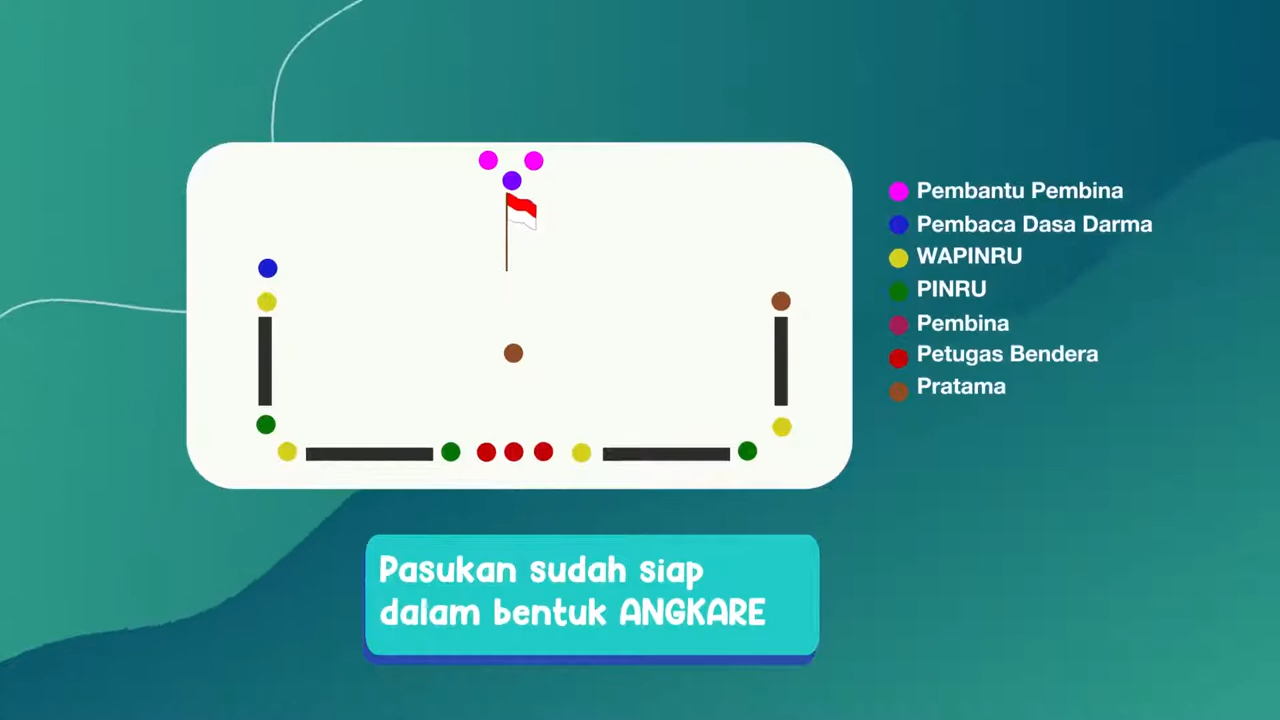 Pembantu Pembina
Pembaca Dasa Darma
WAPINRU
PINRU
Pembina
Petugas Bendera
Pratama
Pasukan sudah siap
dalam bentuk ANGKARE